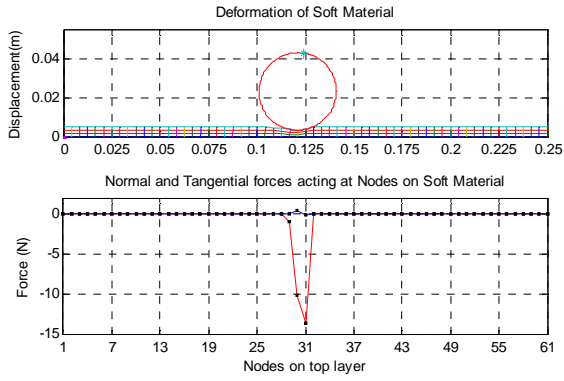 Deformation of Soft Material
Displacement(m)
0.04
0.02
0
0 0.025 0.05 0.075 0.1 0.125 0.15 0.175 0.2 0.225 0.25
Normal and Tangential forces acting at Nodes on Soft Material
Force (N)
0
-5
-10
-15
1 7 13 19 25 31 37 43 49 55 61
Nodes on top layer